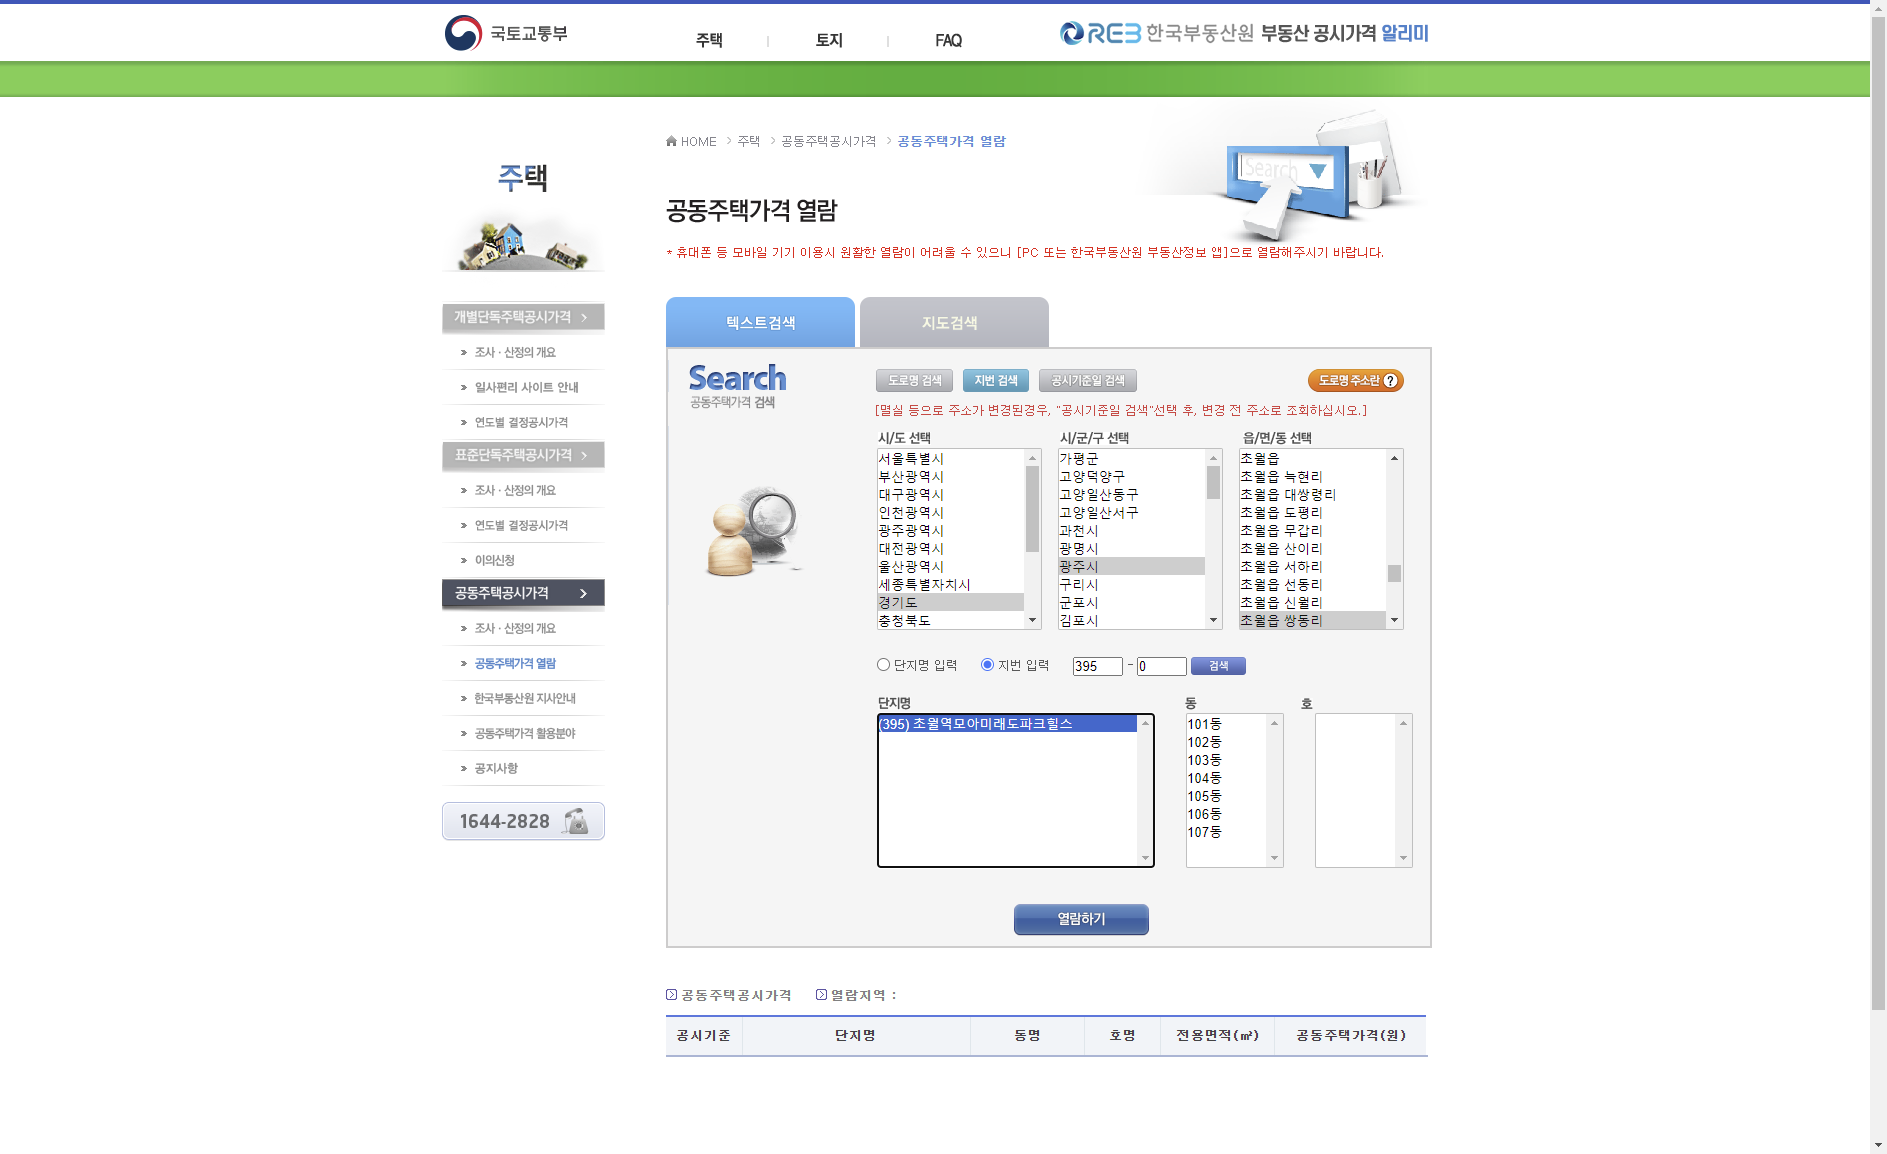 국토교통부
주택
토지
FAQ
REB 한국부동산원 부동산 공시가격 알리미
HOME > 주택 > 공동주택공시가격 > 공동주택가격 열람
주택
Search
공동주택가격 열람
* 휴대폰 등 모바일 기기 이용시 원활한 열람이 어려울 수 있으니 [PC 또는 한국부동산원 부동산정보 앱]으로 열람해주시기 바랍니다.
개별단독주택공시가격
조사 · 산정의 개요
일사편리 사이트 안내
연도별 결정공시가격
표준단독주택공시가격
조사 · 산정의 개요
연도별 결정공시가격
이의신청
공동주택공시가격
조사 · 산정의 개요
공동주택가격 열람
한국부동산원 지사안내
공동주택가격 활용분야
공지사항
1644-2828
텍스트검색
지도검색
Search
공동주택가격 검색
도로명 검색
지번 검색
공시기준일 검색
도로명 주소란 ?
[멸실 등으로 주소가 변경된경우, "공시기준일 검색"선택 후, 변경 전 주소로 조회하십시오.]
시/도 선택
서울특별시
부산광역시
대구광역시
인천광역시
광주광역시
대전광역시
울산광역시
세종특별자치시
경기도
충청북도
시/군/구 선택
가평군
고양덕양구
고양일산동구
고양일산서구
과천시
광명시
광주시
구리시
군포시
김포시
읍/면/동 선택
초월읍
초월읍 늑현리
초월읍 대쌍령리
초월읍 도평리
초월읍 무갑리
초월읍 산이리
초월읍 서하리
초월읍 선동리
초월읍 신월리
초월읍 쌍동리
단지명 입력
지번 입력
395 - 0
검색
단지명
(395) 초월역모아미래도파크힐스
동
101동
102동
103동
104동
105동
106동
107동
호
열람하기
공동주택공시가격
열람지역 :
공시기준 단지명 동명 호명 전용면적(㎡) 공동주택가격(원)